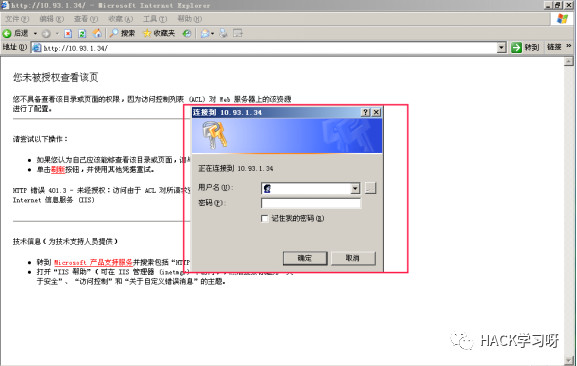 http://10.93.1.34/ - Microsoft Internet Explorer
文件(F) 编辑(E) 查看(V) 收藏(A) 工具(T) 帮助(H)
后退 搜索 收藏夹
地址(D) http://10.93.1.34/ 转到 链接 »
您未被授权查看该页
您不具备查看该目录或页面的权限，因为访问控制列表 (ACL) 对 Web 服务器上的该资源
进行了配置。
请尝试以下操作：
如果您认为自己应该能够查看该目录或页面，请
单击刷新按钮，并使用其他凭据重试。
HTTP 错误 401.3 - 未经授权：访问由于 ACL 对所请求
Internet 信息服务 (IIS)
技术信息（为技术支持人员提供）
转到 Microsoft 产品支持服务并搜索包括“HTTP
打开“IIS 帮助”（可在 IIS 管理器 (inetmgr)
于安全”、“访问控制”和“关于自定义错误消息”的主题。
连接到 10.93.1.34
正在连接到 10.93.1.34
用户名(U)：
密码(P)：
记住我的密码(R)
确定 取消
HACK学习呀